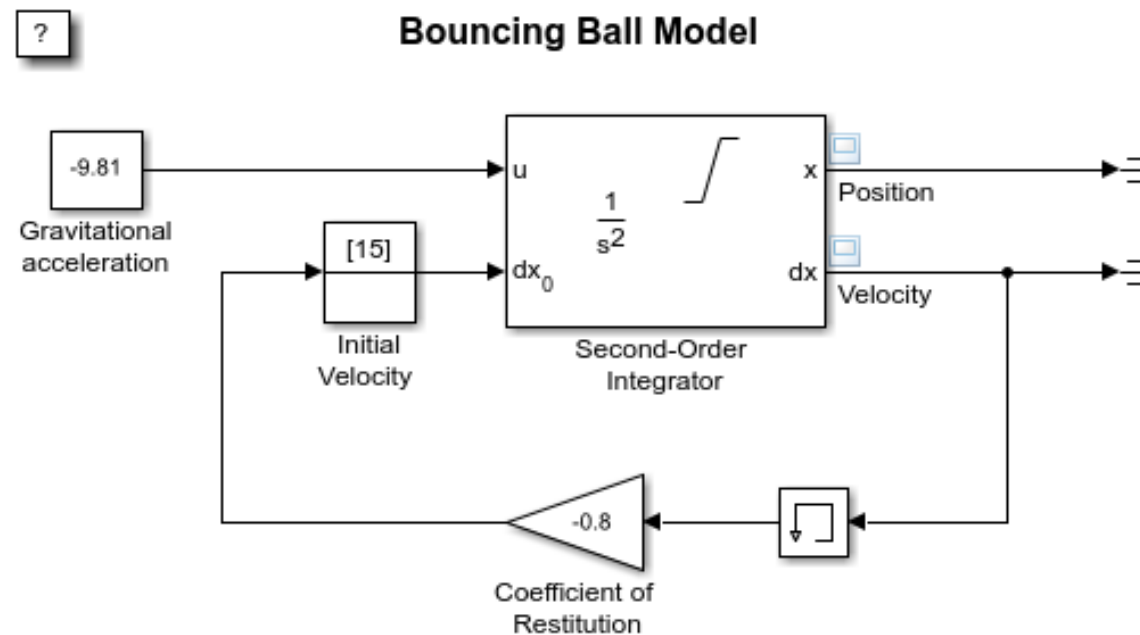 ?
Bouncing Ball Model
-9.81
Gravitational
acceleration
[15]
Initial
Velocity
u
dx0
1
s2
x
dx
Second-Order
Integrator
Position
Velocity
-0.8
Coefficient of
Restitution